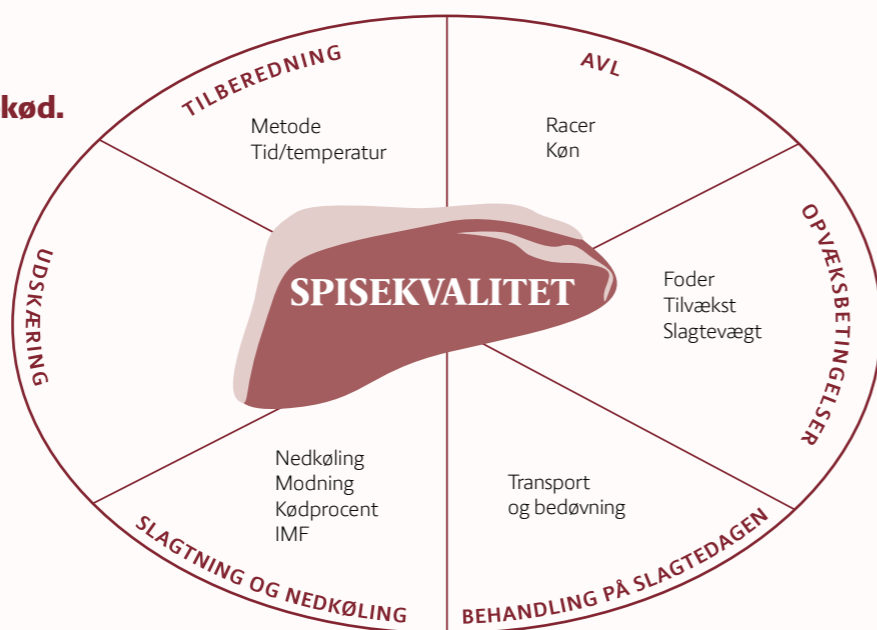 kød.
TILBEREDNING
Metode
Tid/temperatur
AVL
Racer
Køn
OPVÆKSBETINGELSER
Foder
Tilvækst
Slagtevægt
BEHANDLING PÅ SLAGTEDAGEN
Transport
og bedøvning
SLAGTNING OG NEDKØLING
Nedkøling
Modning
Kødprocent
IMF
UDSKÆRING
SPISEKVALITET